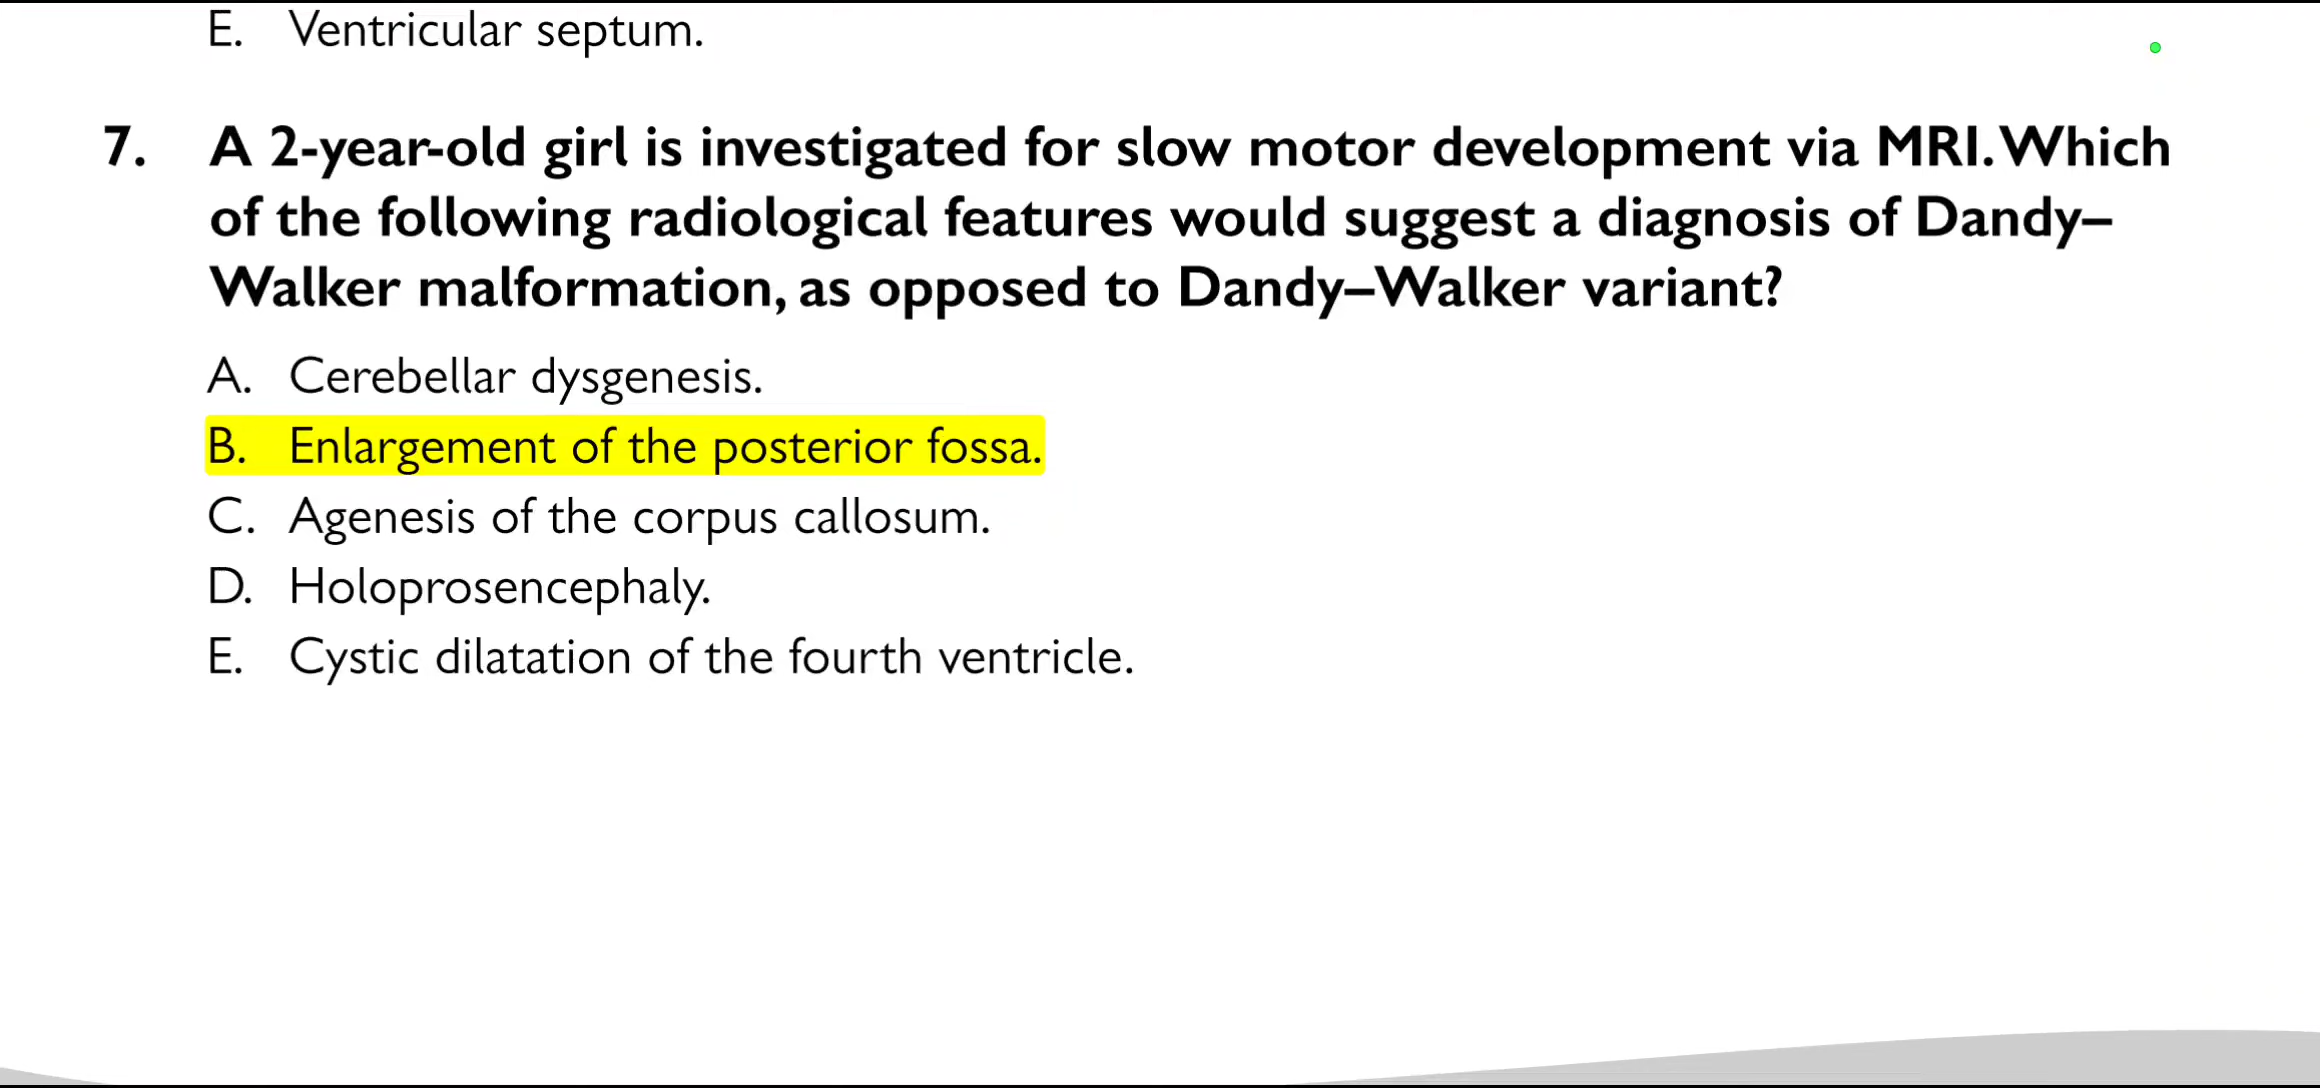 E. Ventricular septum.
7. A 2-year-old girl is investigated for slow motor development via MRI. Which
of the following radiological features would suggest a diagnosis of Dandy–
Walker malformation, as opposed to Dandy–Walker variant?
A. Cerebellar dysgenesis.
B. Enlargement of the posterior fossa.
C. Agenesis of the corpus callosum.
D. Holoprosencephaly.
E. Cystic dilatation of the fourth ventricle.